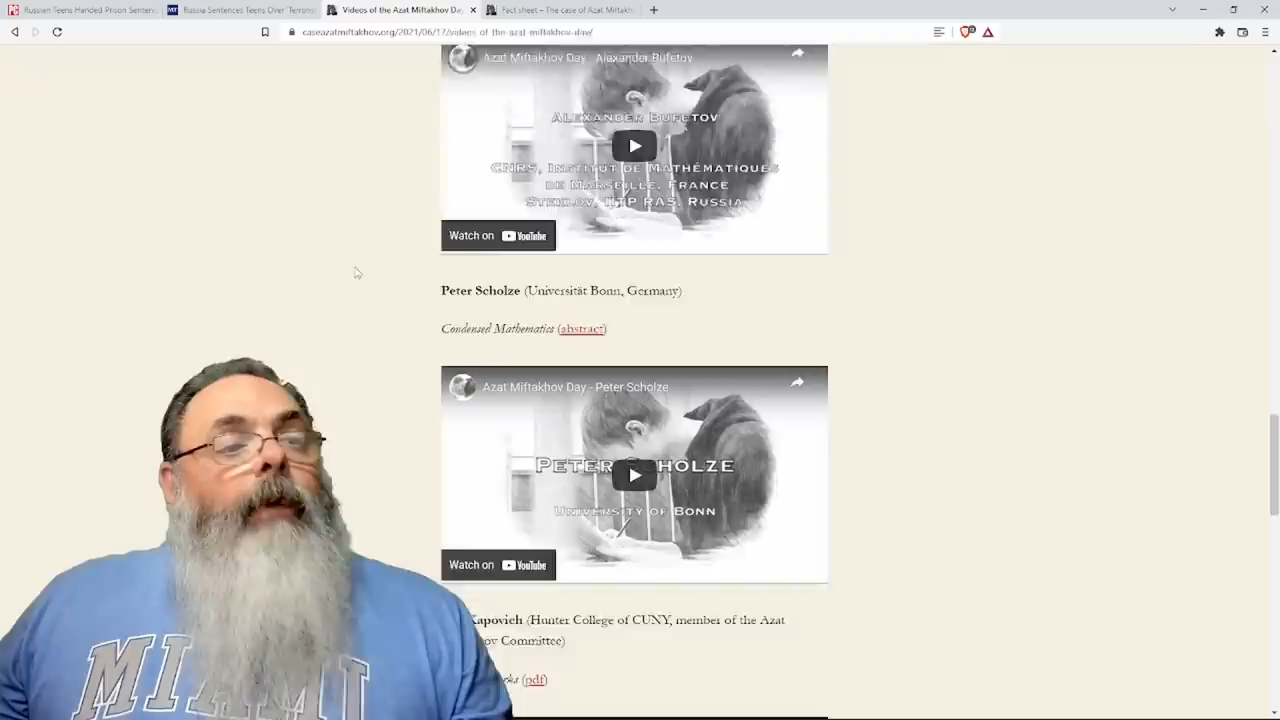 Russian Teens Handed Prison Sentenc
Russia Sentences Teens Over 'Terroris
Videos of the Azat Miftakhov Day
Fact sheet – The case of Azat Miftakh
caseazatmiftakhov.org/2021/06/17/videos-of-the-azat-miftakhov-day/
Azat Miftakhov Day - Alexander Bufetov
ALEXANDER BUFETOV
CNRS, INSTITUT DE MATHÉMATIQUES
DE MARSEILLE, FRANCE
STEKLOV, IITP RAS, RUSSIA
Watch on YouTube
Peter Scholze (Universität Bonn, Germany)
Condensed Mathematics (abstract)
Azat Miftakhov Day - Peter Scholze
PETER SCHOLZE
UNIVERSITY OF BONN
Watch on YouTube
Kapovich (Hunter College of CUNY, member of the Azat
ov Committee)
rks (pdf)
MIAMI